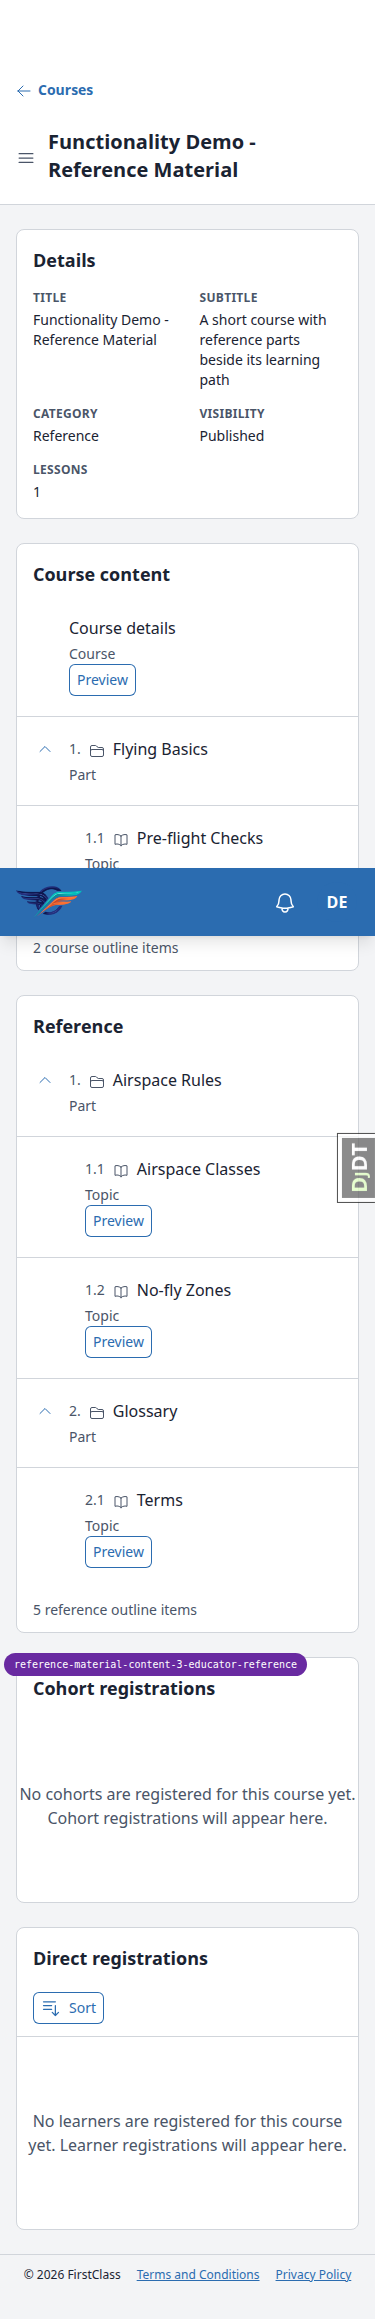 Courses
Functionality Demo -
Reference Material
Details
TITLE
Functionality Demo -
Reference Material
SUBTITLE
A short course with
reference parts
beside its learning
path
CATEGORY
Reference
VISIBILITY
Published
LESSONS
1
Course content
Course details
Course
Preview
1. Flying Basics
Part
1.1 Pre-flight Checks
Topic
DE
2 course outline items
Reference
1. Airspace Rules
Part
DjDT
1.1 Airspace Classes
Topic
Preview
1.2 No-fly Zones
Topic
Preview
2. Glossary
Part
2.1 Terms
Topic
Preview
5 reference outline items
reference-material-content-3-educator-reference
Cohort registrations
No cohorts are registered for this course yet.
Cohort registrations will appear here.
Direct registrations
Sort
No learners are registered for this course
yet. Learner registrations will appear here.
© 2026 FirstClass Terms and Conditions Privacy Policy